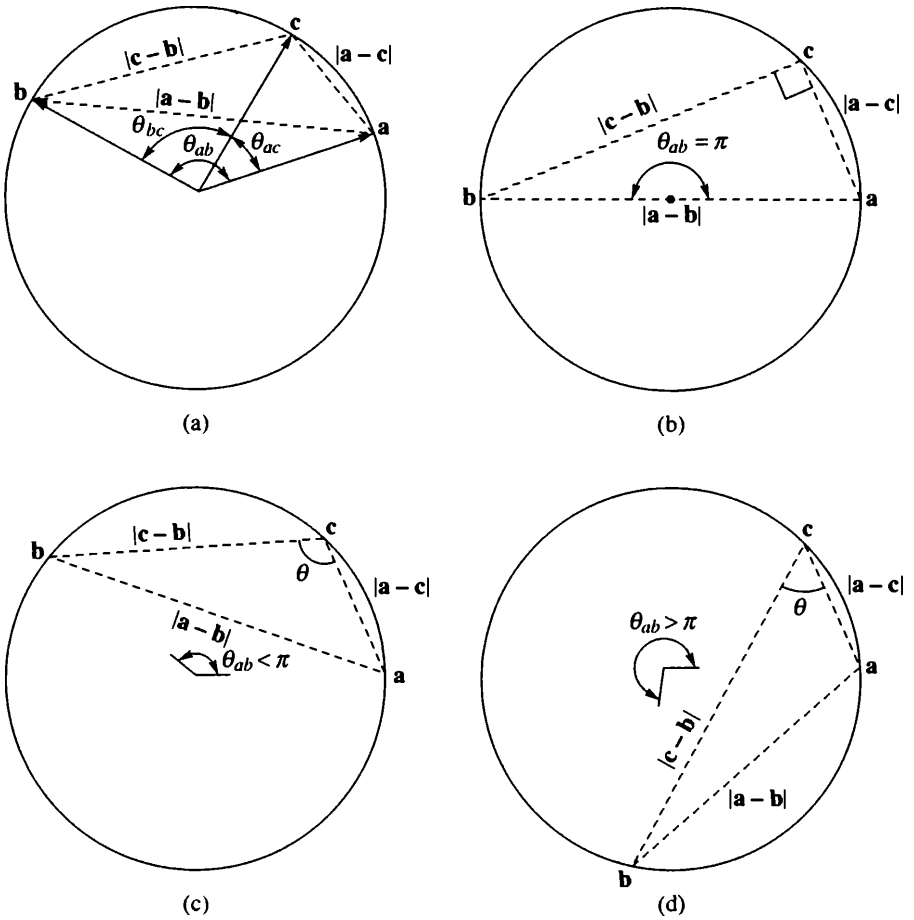 c
|c – b|
|a – c|
b
|a – b|
a
θbc
θab
θac
(a)
c
|c – b|
|a – c|
θab = π
b
|a – b|
a
(b)
c
|c – b|
b
θ
|a – c|
|a – b|
θab < π
a
(c)
c
|a – c|
θ
θab > π
a
|c – b|
|a – b|
b
(d)